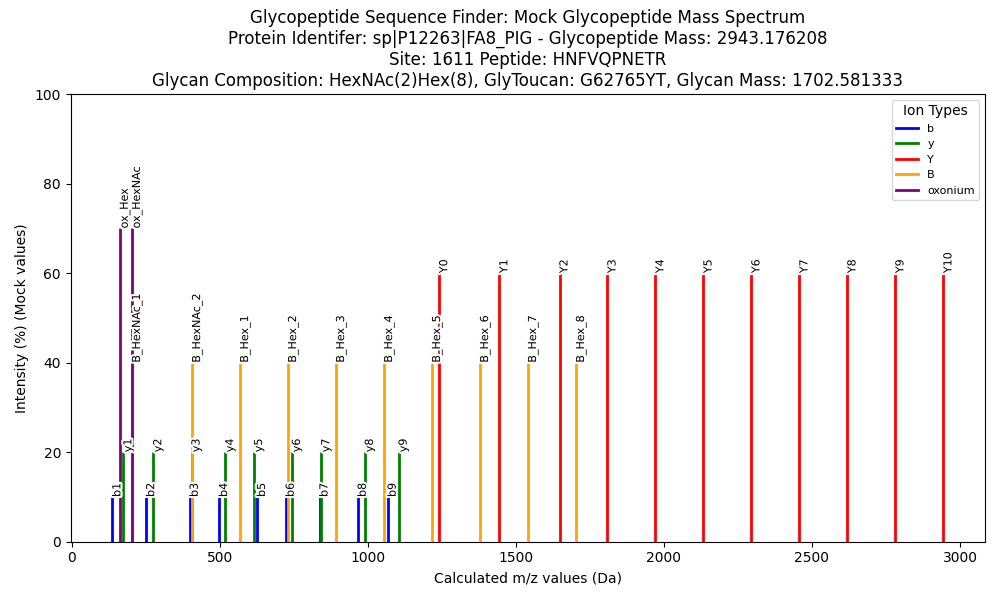 Glycopeptide Sequence Finder: Mock Glycopeptide Mass Spectrum
Protein Identifer: sp|P12263|FA8_PIG - Glycopeptide Mass: 2943.176208
Site: 1611 Peptide: HNFVQPNETR
Glycan Composition: HexNAc(2)Hex(8), GlyToucan: G62765YT, Glycan Mass: 1702.581333
100
80
60
40
20
0
Intensity (%) (Mock values)
Ion Types
b
y
Y
B
oxonium
ox_Hex
ox_HexNAc
Y0
Y1
Y2
Y3
Y4
Y5
Y6
Y7
Y8
Y9
Y10
B_HexNAc_1
B_HexNAc_2
B_Hex_1
B_Hex_2
B_Hex_3
B_Hex_4
B_Hex_5
B_Hex_6
B_Hex_7
B_Hex_8
y1
y2
y3
y4
y5
y6
y7
y8
y9
b1
b2
b3
b4
b5
b6
b7
b8
b9
0
500
1000
1500
2000
2500
3000
Calculated m/z values (Da)